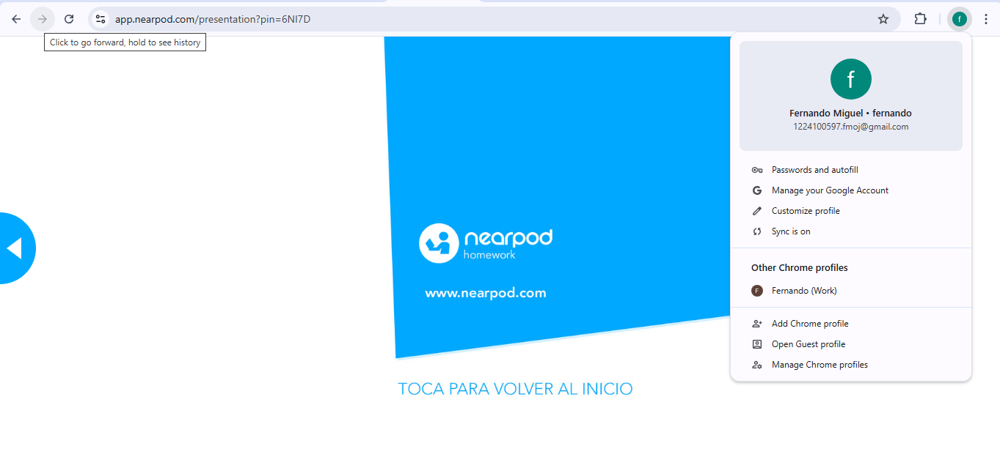 app.nearpod.com/presentation?pin=6NI7D
f
Click to go forward, hold to see history
f
Fernando Miguel • fernando
1224100597.fmoj@gmail.com
Passwords and autofill
G
Manage your Google Account
Customize profile
Sync is on
Other Chrome profiles
F
Fernando (Work)
Add Chrome profile
Open Guest profile
Manage Chrome profiles
nearpod
homework
www.nearpod.com
TOCA PARA VOLVER AL INICIO